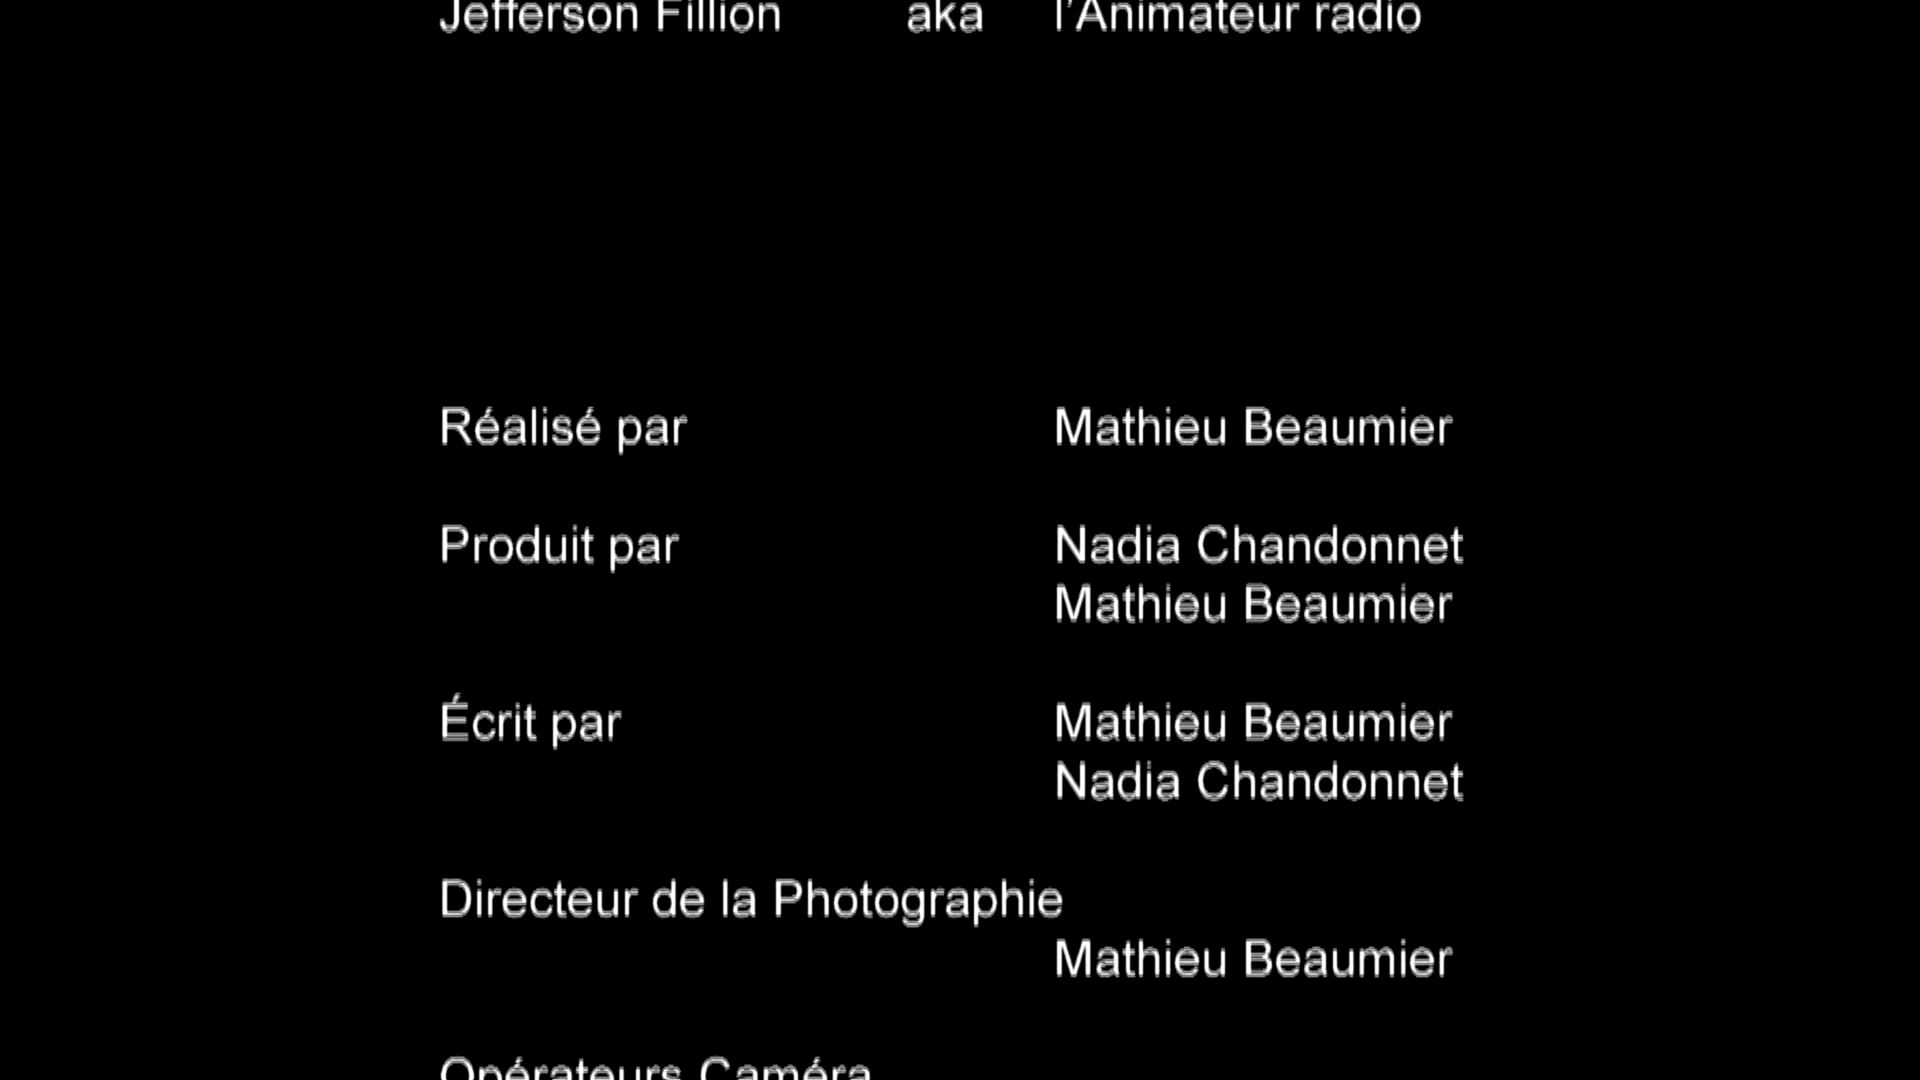 Jefferson Fillion aka l'Animateur radio
Réalisé par Mathieu Beaumier
Produit par Nadia Chandonnet
Mathieu Beaumier
Écrit par Mathieu Beaumier
Nadia Chandonnet
Directeur de la Photographie
Mathieu Beaumier
Opérateurs Caméra